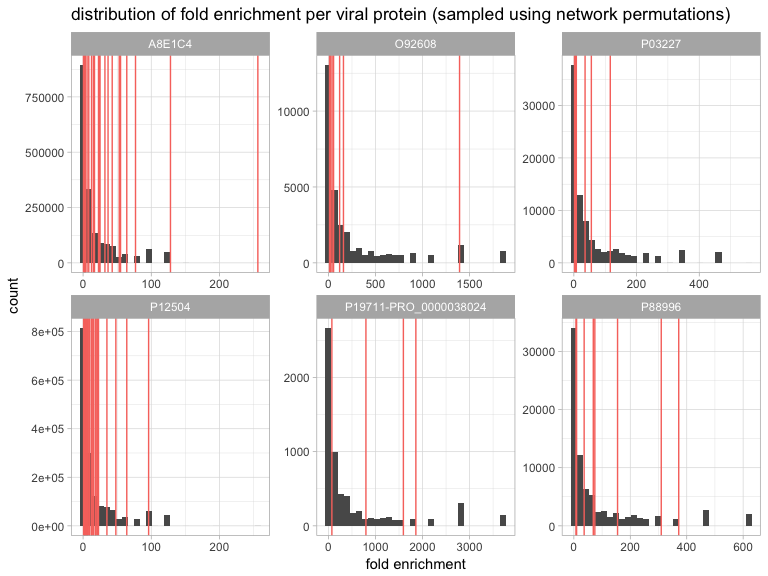 distribution of fold enrichment per viral protein (sampled using network permutations)
A8E1C4
O92608
P03227
750000
500000
250000
0
0
100
200
10000
5000
0
0
500
1000
1500
30000
20000
10000
0
0
200
400
count
P12504
P19711-PRO_0000038024
P88996
8e+05
6e+05
4e+05
2e+05
0e+00
0
100
200
2000
1000
0
0
1000
2000
3000
30000
20000
10000
0
0
200
400
600
fold enrichment